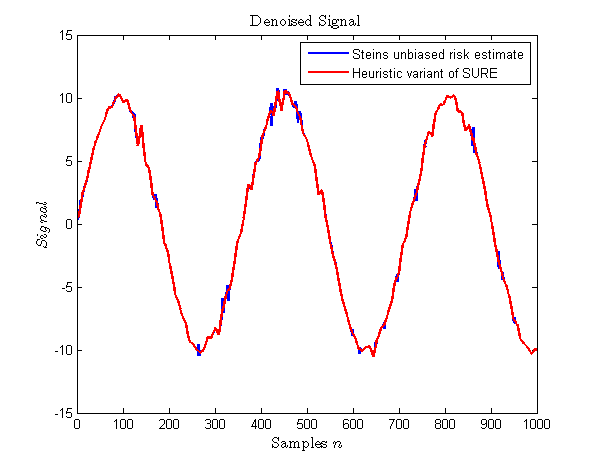 Denoised Signal
15
Steins unbiased risk estimate
Heuristic variant of SURE
10
5
0
-5
-10
-15
Signal
0 100 200 300 400 500 600 700 800 900 1000
Samples n